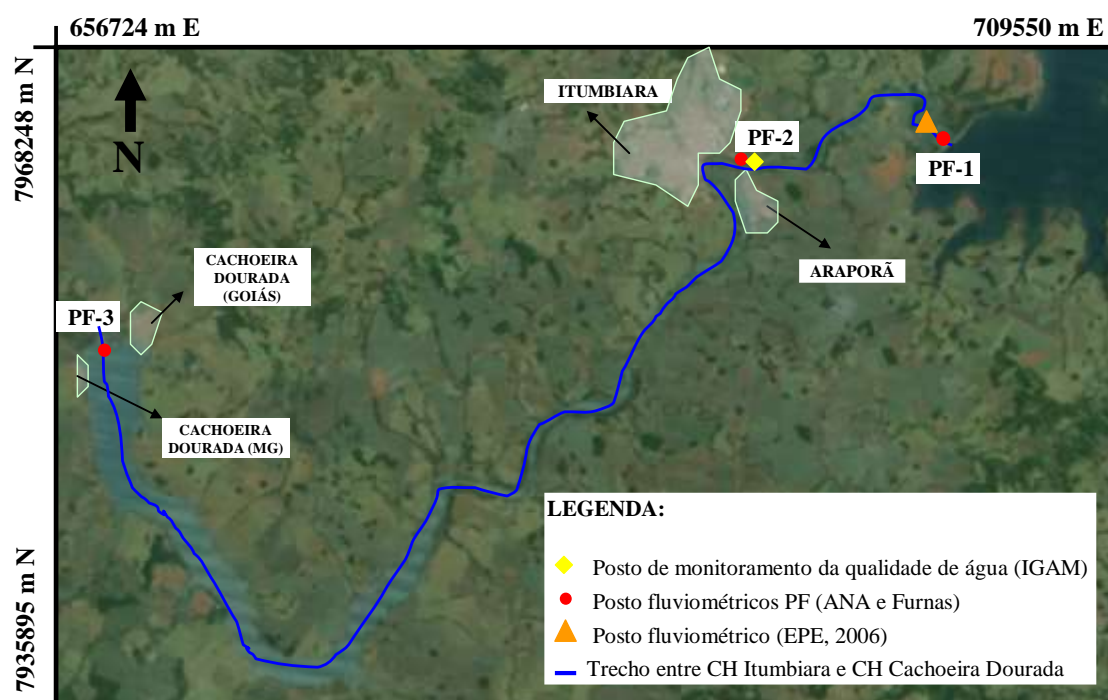 656724 m E
709550 m E
7968248 m N
N
ITUMBIARA
PF-2
PF-1
ARAPORÃ
CACHOEIRA
DOURADA
(GOIÁS)
PF-3
CACHOEIRA
DOURADA (MG)
7935895 m N
LEGENDA:
Posto de monitoramento da qualidade de água (IGAM)
Posto fluviométricos PF (ANA e Furnas)
Posto fluviométrico (EPE, 2006)
Trecho entre CH Itumbiara e CH Cachoeira Dourada